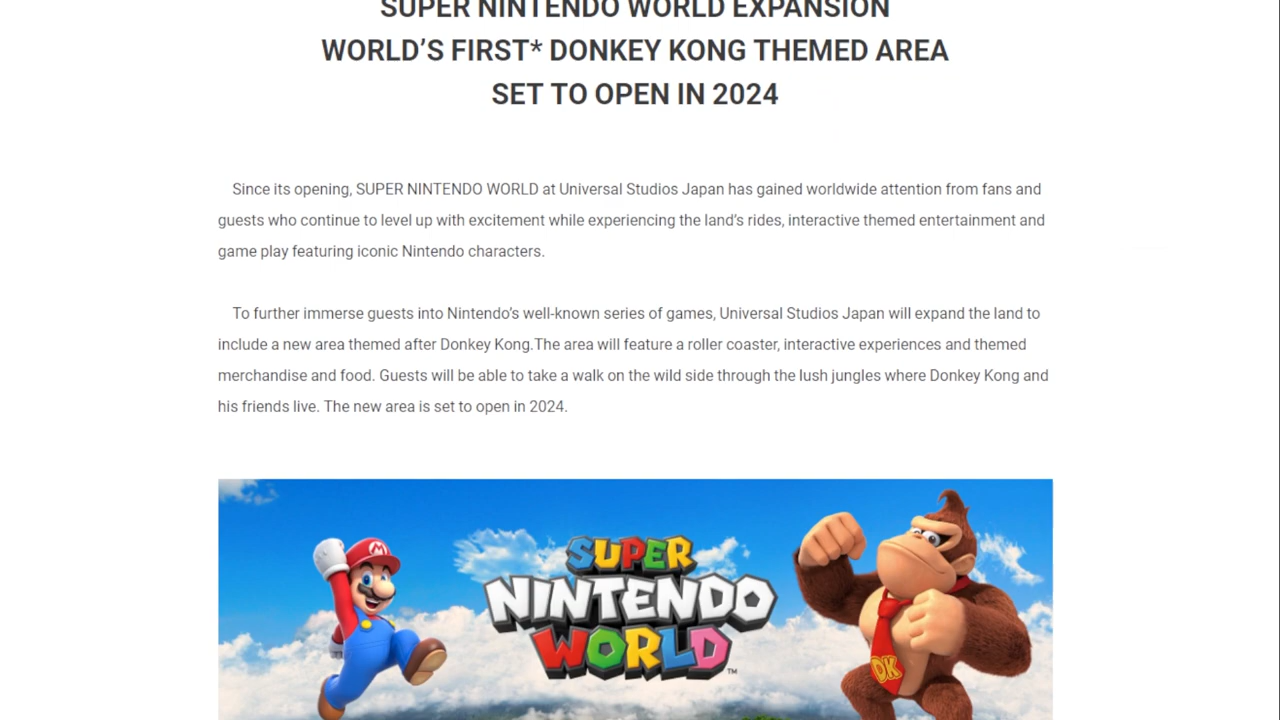 SUPER NINTENDO WORLD EXPANSION
WORLD’S FIRST* DONKEY KONG THEMED AREA
SET TO OPEN IN 2024
Since its opening, SUPER NINTENDO WORLD at Universal Studios Japan has gained worldwide attention from fans and
guests who continue to level up with excitement while experiencing the land’s rides, interactive themed entertainment and
game play featuring iconic Nintendo characters.
To further immerse guests into Nintendo’s well-known series of games, Universal Studios Japan will expand the land to
include a new area themed after Donkey Kong.The area will feature a roller coaster, interactive experiences and themed
merchandise and food. Guests will be able to take a walk on the wild side through the lush jungles where Donkey Kong and
his friends live. The new area is set to open in 2024.
SUPER
NINTENDO
WORLD™
M
DK